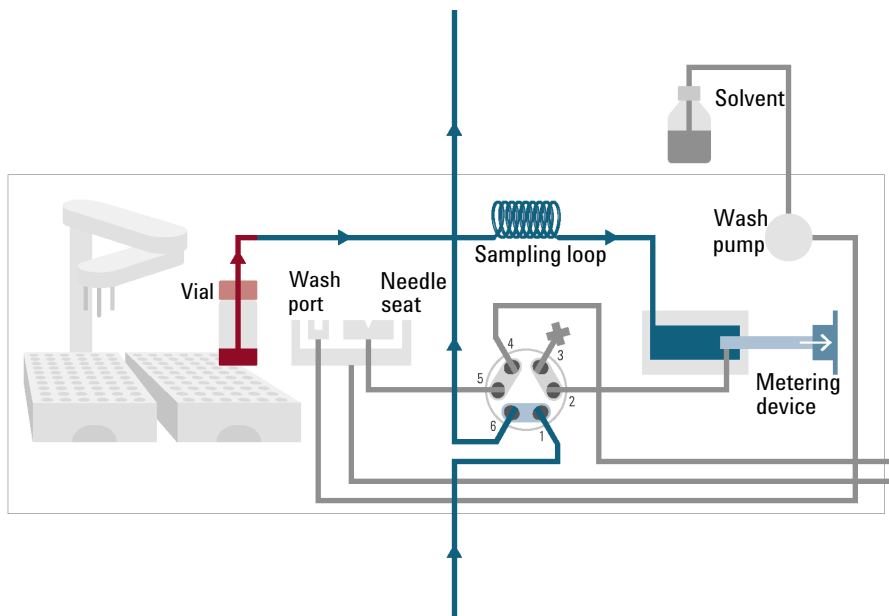 Solvent
Wash
pump
Sampling loop
Vial
Wash
port
Needle
seat
4
3
5
2
6
1
Metering
device